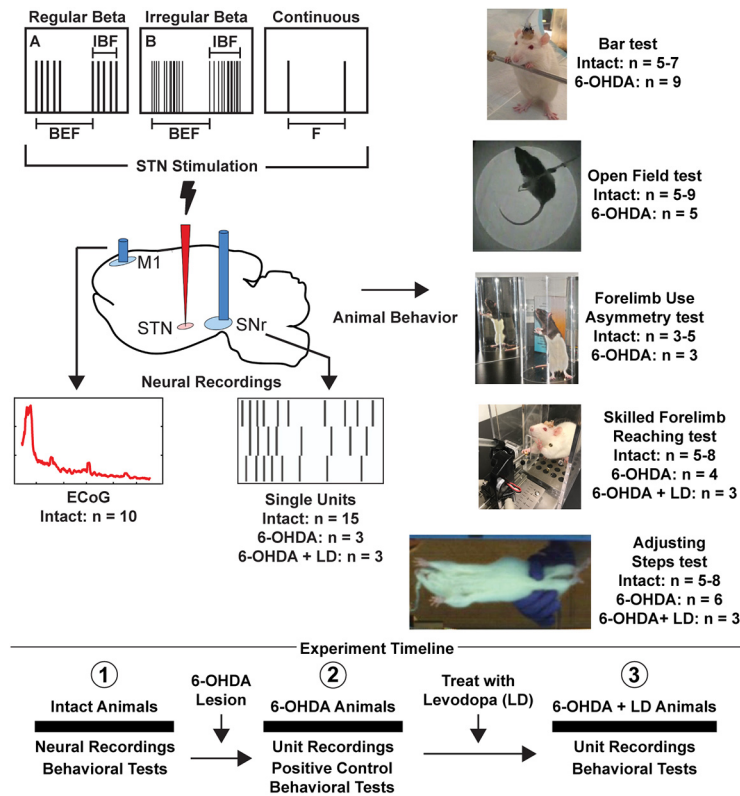 Regular Beta
Irregular Beta
Continuous
A
IBF
B
IBF
BEF
BEF
F
STN Stimulation
M1
STN
SNr
Neural Recordings
Animal Behavior
ECoG
Intact: n = 10
Single Units
Intact: n = 15
6-OHDA: n = 3
6-OHDA + LD: n = 3
Bar test
Intact: n = 5-7
6-OHDA: n = 9
Open Field test
Intact: n = 5-9
6-OHDA: n = 5
Forelimb Use
Asymmetry test
Intact: n = 3-5
6-OHDA: n = 3
Skilled Forelimb
Reaching test
Intact: n = 5-8
6-OHDA: n = 4
6-OHDA + LD: n = 3
Adjusting
Steps test
Intact: n = 5-8
6-OHDA: n = 6
6-OHDA+ LD: n = 3
Experiment Timeline
1
Intact Animals
Neural Recordings
Behavioral Tests
6-OHDA
Lesion
2
6-OHDA Animals
Unit Recordings
Positive Control
Behavioral Tests
Treat with
Levodopa (LD)
3
6-OHDA + LD Animals
Unit Recordings
Behavioral Tests